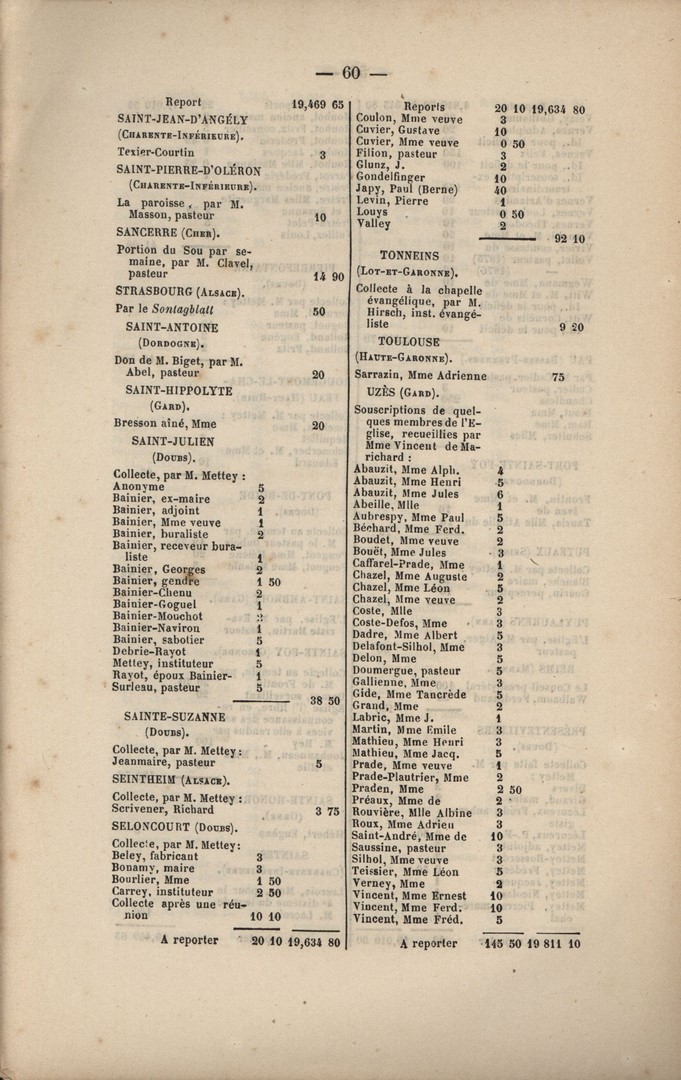 — 60 —
Report 19,469 65
SAINT-JEAN-D'ANGÉLY
(CHARENTE-INFÉRIEURE).
Texier-Courtin 3
SAINT-PIERRE-D'OLÉRON
(CHARENTE-INFÉRIEURE).
La paroisse, par M.
Masson, pasteur 10
SANCERRE (CHER).
Portion du Sou par se-
maine, par M. Clavel,
pasteur 14 90
STRASBOURG (ALSACE).
Par le Sontagblatt 50
SAINT-ANTOINE
(DORDOGNE).
Don de M. Biget, par M.
Abel, pasteur 20
SAINT-HIPPOLYTE
(GARD).
Bresson aîné, Mme 20
SAINT-JULIEN
(DOUBS).
Collecte, par M. Mettey :
Anonyme 5
Bainier, ex-maire 2
Bainier, adjoint 1
Bainier, Mme veuve 1
Bainier, buraliste 2
Bainier, receveur bura-
liste 1
Bainier, Georges 2
Bainier, gendre 1 50
Bainier-Chenu 2
Bainier-Goguel 1
Bainier-Mouchot 2
Bainier-Naviron 1
Bainier, sabotier 5
Debrie-Rayot 1
Mettey, instituteur 5
Rayot, époux Bainier- 1
Surleau, pasteur 5
38 50
SAINTE-SUZANNE
(DOUBS).
Collecte, par M. Mettey:
Jeanmaire, pasteur 5
SEINTHEIM (ALSACE).
Collecte, par M. Mettey :
Scrivener, Richard 3 75
SELONCOURT (DOUBS).
Collecte, par M. Mettey:
Beley, fabricant 3
Bonamy, maire 3
Bourlier, Mme 1 50
Carrey, instituteur 2 50
Collecte après une réu-
nion 10 10
A reporter 20 10 19,634 80
Reports 20 10 19,634 80
Coulon, Mme veuve 3
Cuvier, Gustave 10
Cuvier, Mme veuve 0 50
Filion, pasteur 3
Glunz, J. 2
Gondelfinger 10
Japy, Paul (Berne) 40
Levin, Pierre 1
Louys 0 50
Valley 2
92 10
TONNEINS
(LOT-ET-GARONNE).
Collecte à la chapelle
évangélique, par M.
Hirsch, inst. évangé-
liste 9 20
TOULOUSE
(HAUTE-GARONNE).
Sarrazin, Mme Adrienne 75
UZÈS (GARD).
Souscriptions de quel-
ques membres de l'E-
glise, recueillies par
Mme Vincent de Ma-
richard :
Abauzit, Mme Alph. 4
Abauzit, Mme Henri 5
Abauzit, Mme Jules 6
Abeille, Mlle 1
Aubrespy, Mme Paul 5
Béchard, Mme Ferd. 2
Boudet, Mme veuve 2
Bouët, Mme Jules 3
Caffarel-Prade, Mme 1
Chazel, Mme Auguste 2
Chazel, Mme Léon 5
Chazel, Mme veuve 2
Coste, Mlle 3
Coste-Defos, Mme 3
Dadre, Mme Albert 5
Delafont-Silhol, Mme 3
Delon, Mme 5
Doumergue, pasteur 5
Gallienne, Mme 3
Gide, Mme Tancrède 5
Grand, Mme 2
Labric, Mme J. 1
Martin, Mme Emile 3
Mathieu, Mme Henri 3
Mathieu, Mme Jacq. 5
Prade, Mme veuve 1
Prade-Plautrier, Mme 2
Praden, Mme 2 50
Préaux, Mme de 2
Rouvière, Mlle Albine 3
Roux, Mme Adrien 3
Saint-André, Mme de 10
Saussine, pasteur 3
Silhol, Mme veuve 3
Teissier, Mme Léon 5
Verney, Mme 2
Vincent, Mme Ernest 10
Vincent, Mme Ferd. 10
Vincent, Mme Fréd. 5
A reporter 145 50 19 811 10